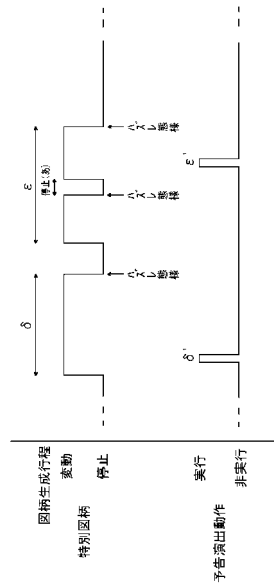 図柄生成行程
δ
ε
停止(あ)
変動
特別図柄
停止
ハズレ態様
ハズレ態様
ハズレ態様
δ'
ε'
実行
予告演出動作
非実行